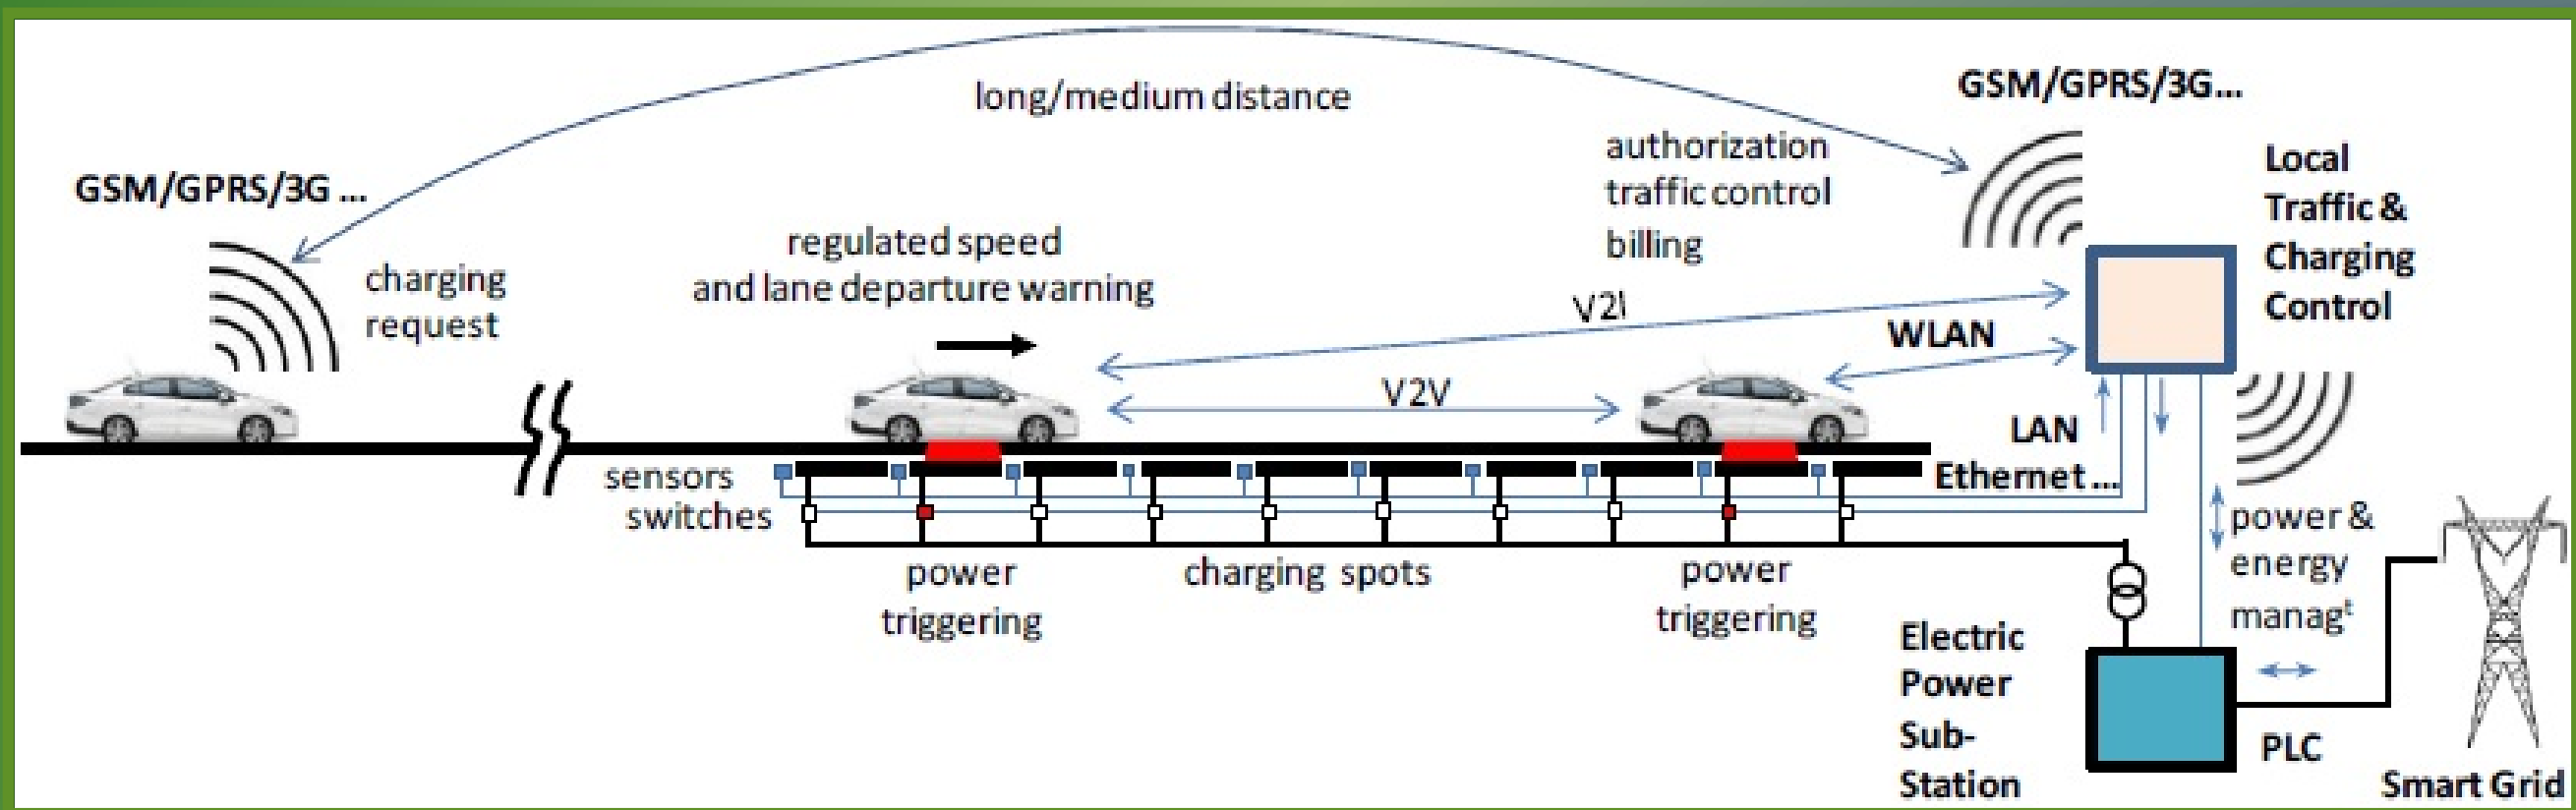 long/medium distance
GSM/GPRS/3G...
GSM/GPRS/3G ...
charging
request
regulated speed
and lane departure warning
authorization
traffic control
billing
Local
Traffic &
Charging
Control
V2I
WLAN
V2V
LAN
Ethernet ...
sensors
switches
power
triggering
charging spots
power
triggering
power &
energy
managᵗ
Electric
Power
Sub-
Station
PLC
Smart Grid